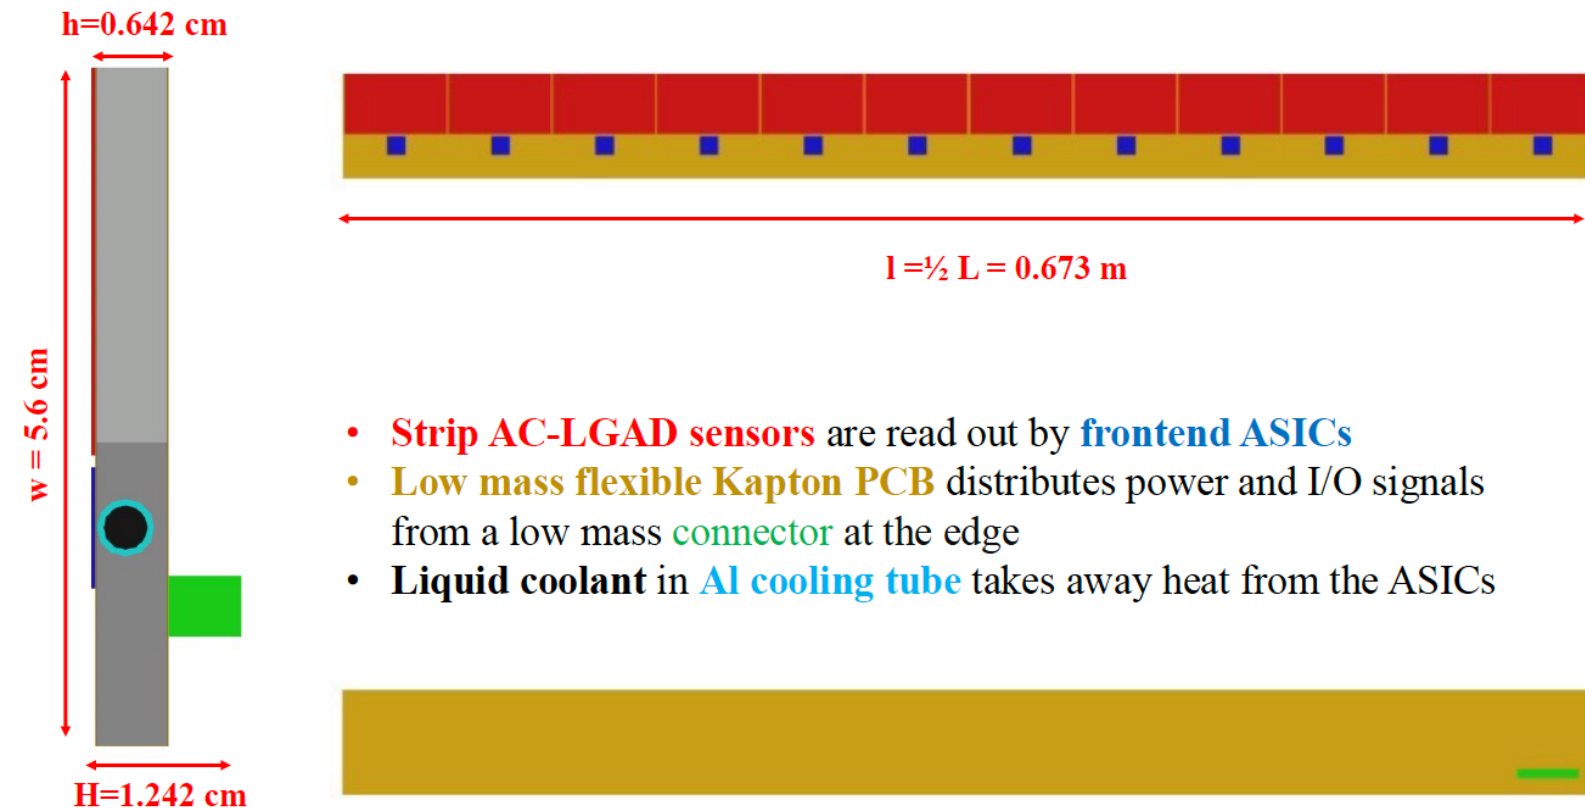 h=0.642 cm
w = 5.6 cm
H=1.242 cm
l =½ L = 0.673 m
• Strip AC-LGAD sensors are read out by frontend ASICs
• Low mass flexible Kapton PCB distributes power and I/O signals
from a low mass connector at the edge
• Liquid coolant in Al cooling tube takes away heat from the ASICs